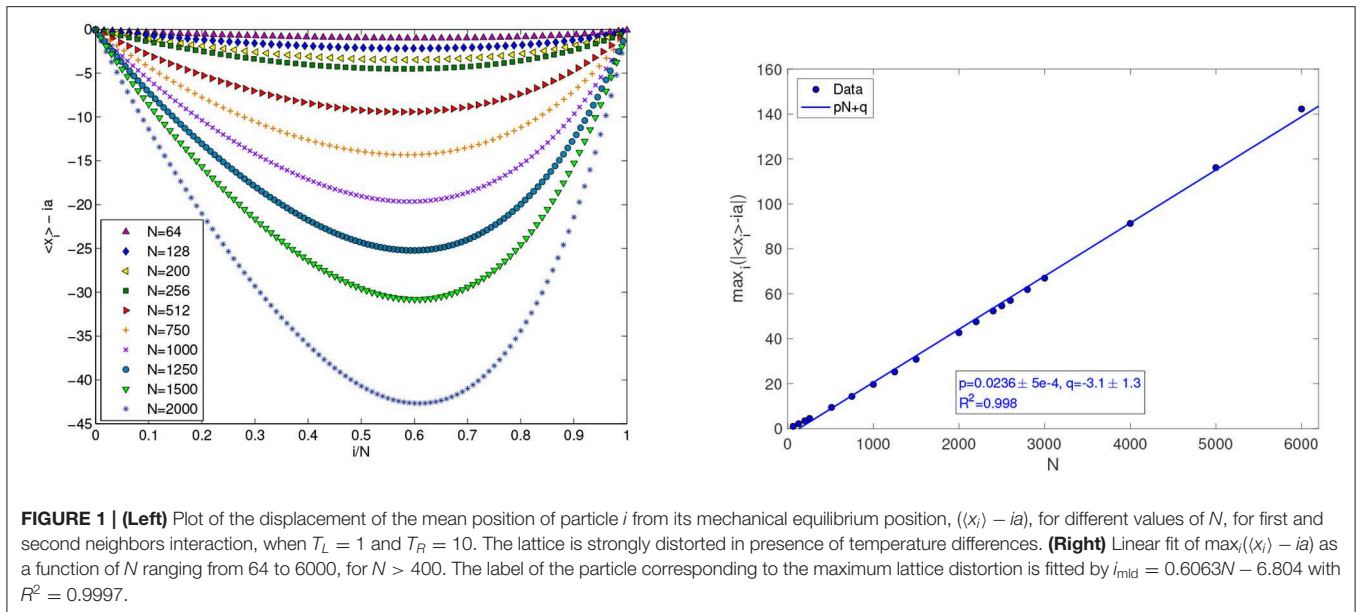 0
−5
−10
−15
−20
−25
−30
−35
−40
−45
<x_i> − ia
N=64
N=128
N=200
N=256
N=512
N=750
N=1000
N=1250
N=1500
N=2000
0 0.1 0.2 0.3 0.4 0.5 0.6 0.7 0.8 0.9 1
i/N
160
140
120
100
80
60
40
20
0
max_i(|<x_i>-ia|)
Data
pN+q
p=0.0236± 5e-4, q=-3.1 ± 1.3
R²=0.998
0 1000 2000 3000 4000 5000 6000
N
FIGURE 1 | (Left) Plot of the displacement of the mean position of particle i from its mechanical equilibrium position, (⟨x_i⟩ − ia), for different values of N, for first and
second neighbors interaction, when T_L = 1 and T_R = 10. The lattice is strongly distorted in presence of temperature differences. (Right) Linear fit of max_i(⟨x_i⟩ − ia) as
a function of N ranging from 64 to 6000, for N > 400. The label of the particle corresponding to the maximum lattice distortion is fitted by i_mld = 0.6063N − 6.804 with
R² = 0.9997.